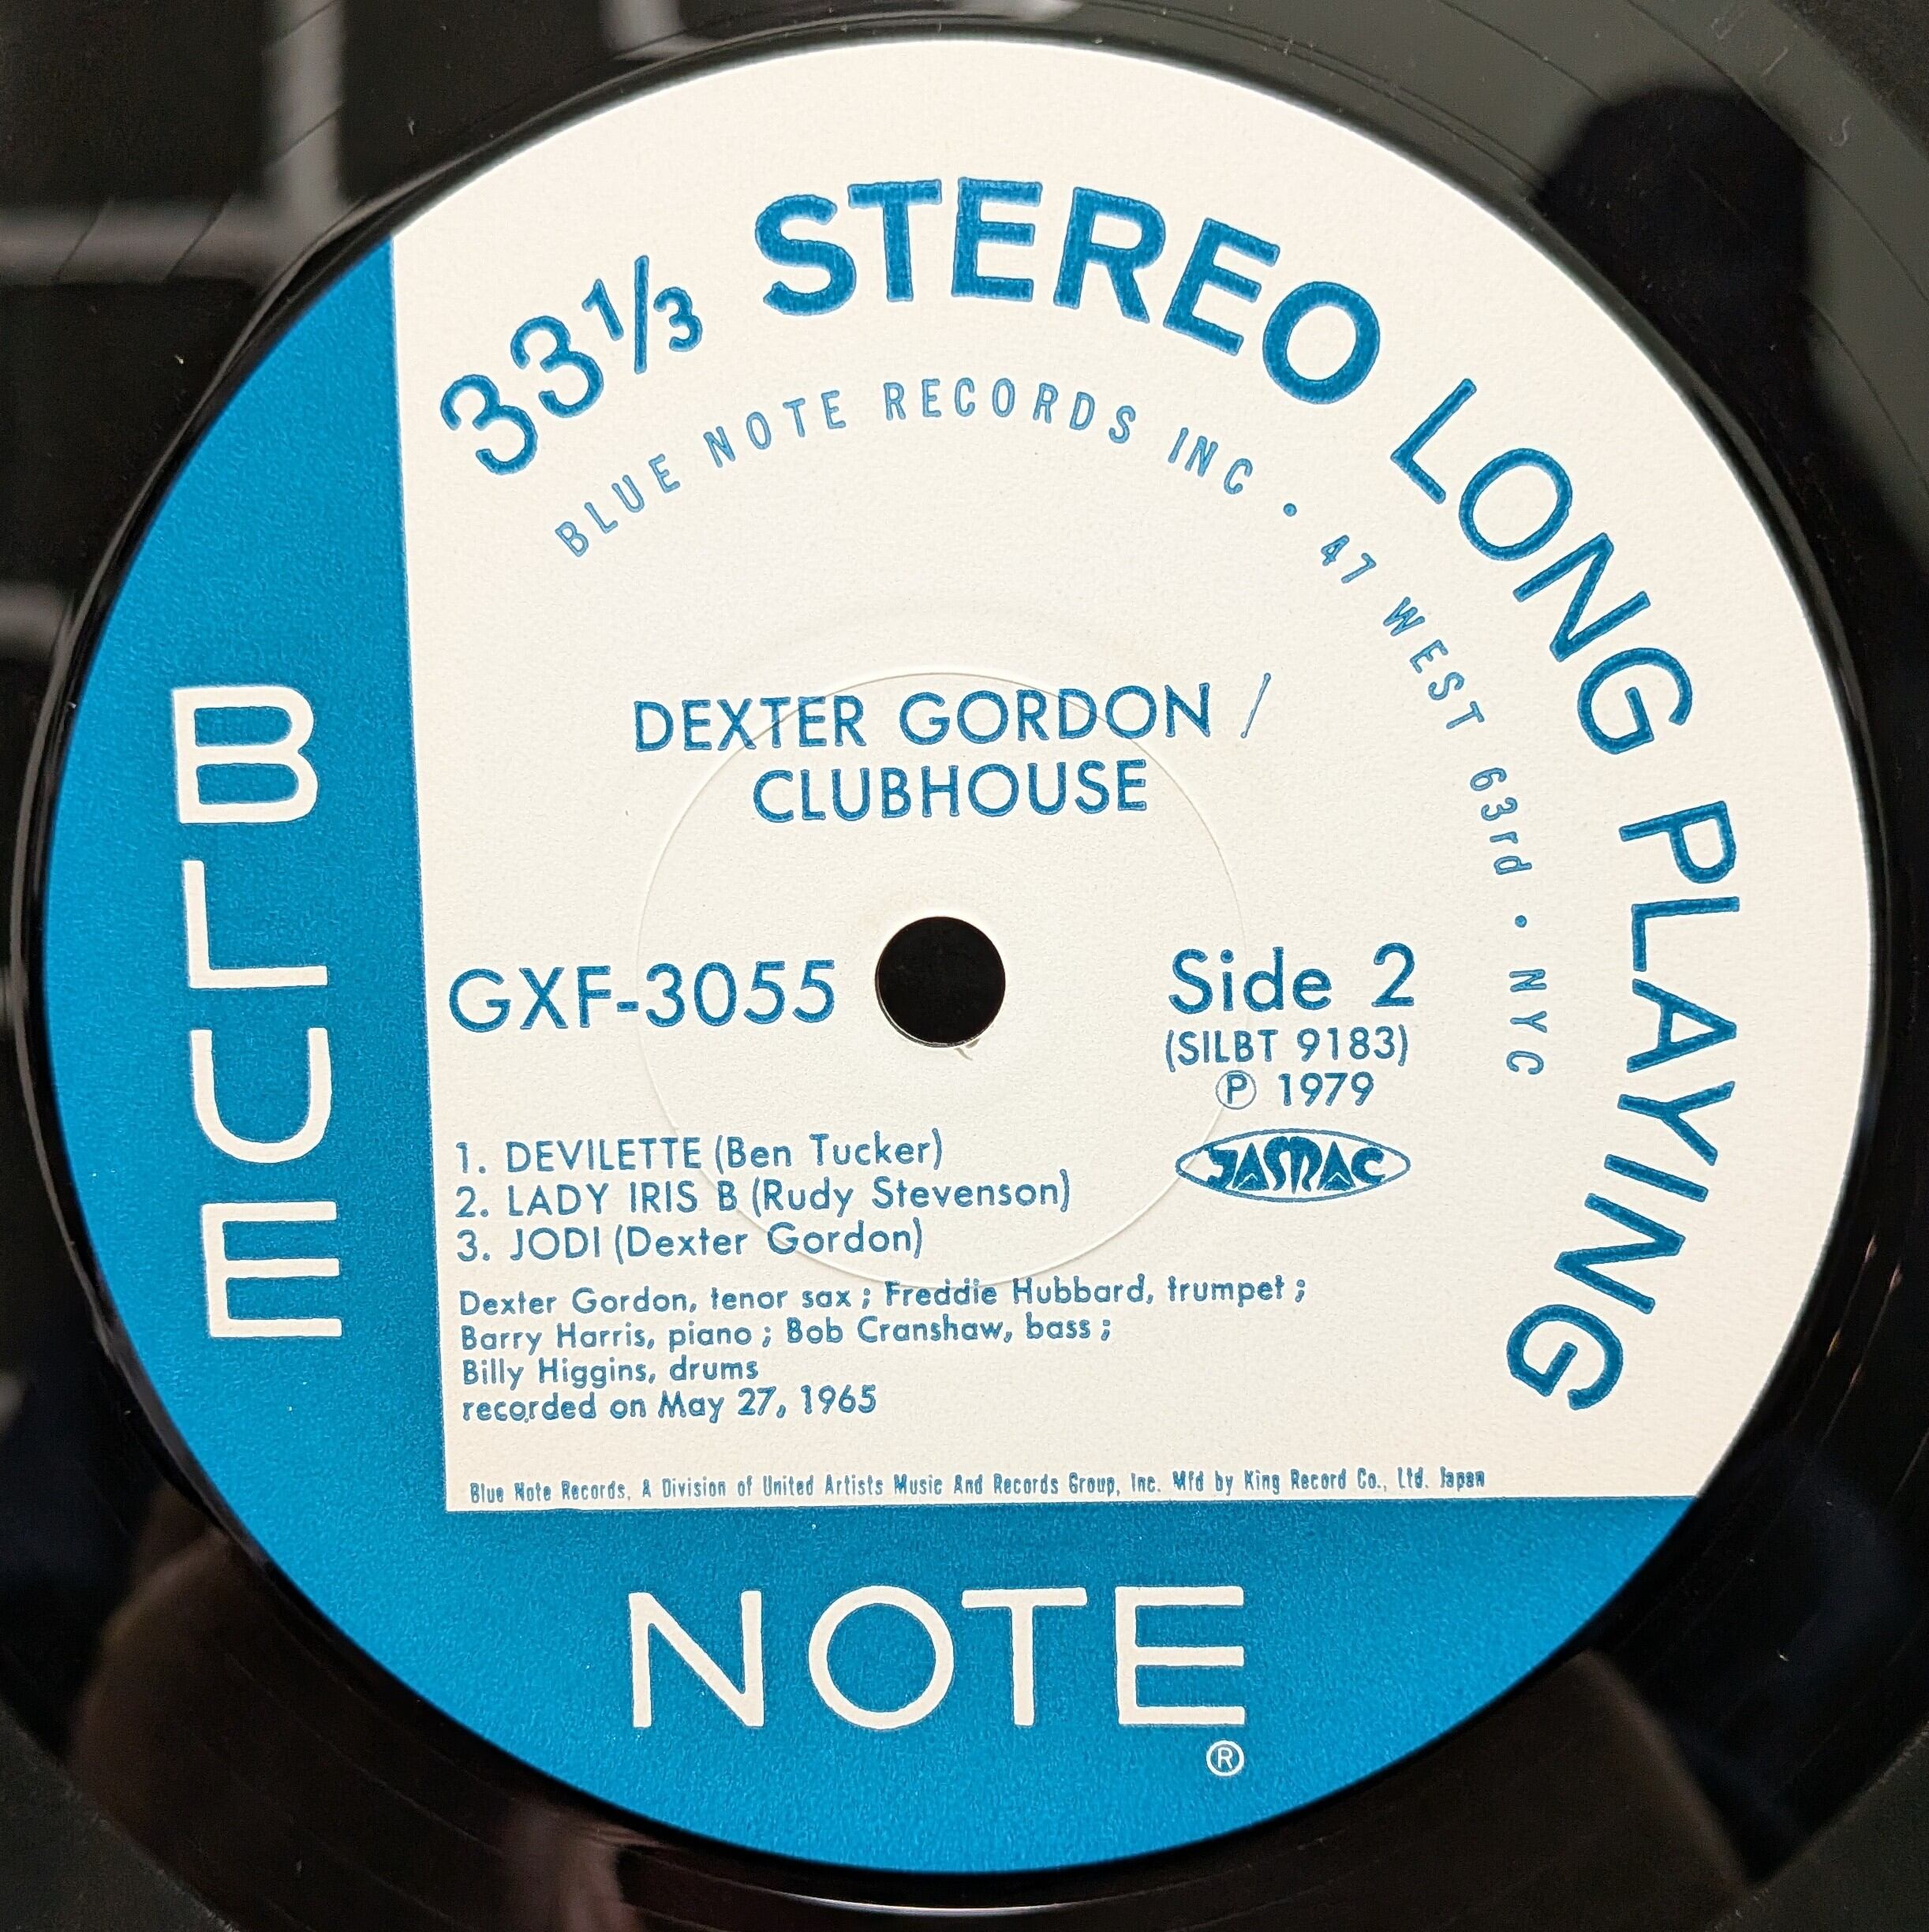 33⅓ STEREO LONG PLAYING
BLUE NOTE RECORDS INC · 47 WEST 63rd · NYC
DEXTER GORDON /
CLUBHOUSE
GXF-3055
Side 2
(SILBT 9183)
Ⓟ 1979
JASRAC
1. DEVILETTE (Ben Tucker)
2. LADY IRIS B (Rudy Stevenson)
3. JODI (Dexter Gordon)
Dexter Gordon, tenor sax ; Freddie Hubbard, trumpet ;
Barry Harris, piano ; Bob Cranshaw, bass ;
Billy Higgins, drums
recorded on May 27, 1965
Blue Note Records, A Division of United Artists Music And Records Group, Inc. Mfd by King Record Co., Ltd. Japan
BLUE
NOTE
®